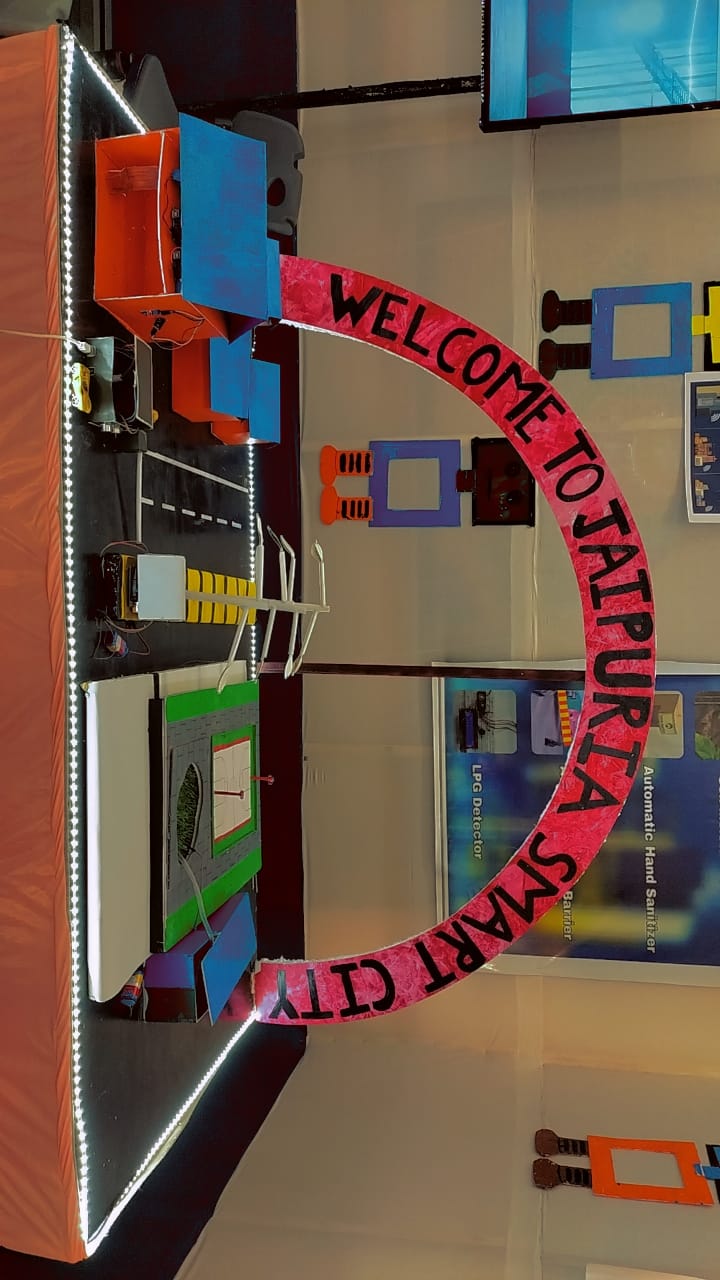 WELCOME TO JAIPURIA SMART CITY
Automatic Hand Sanitizer
Barrier
LPG Detector